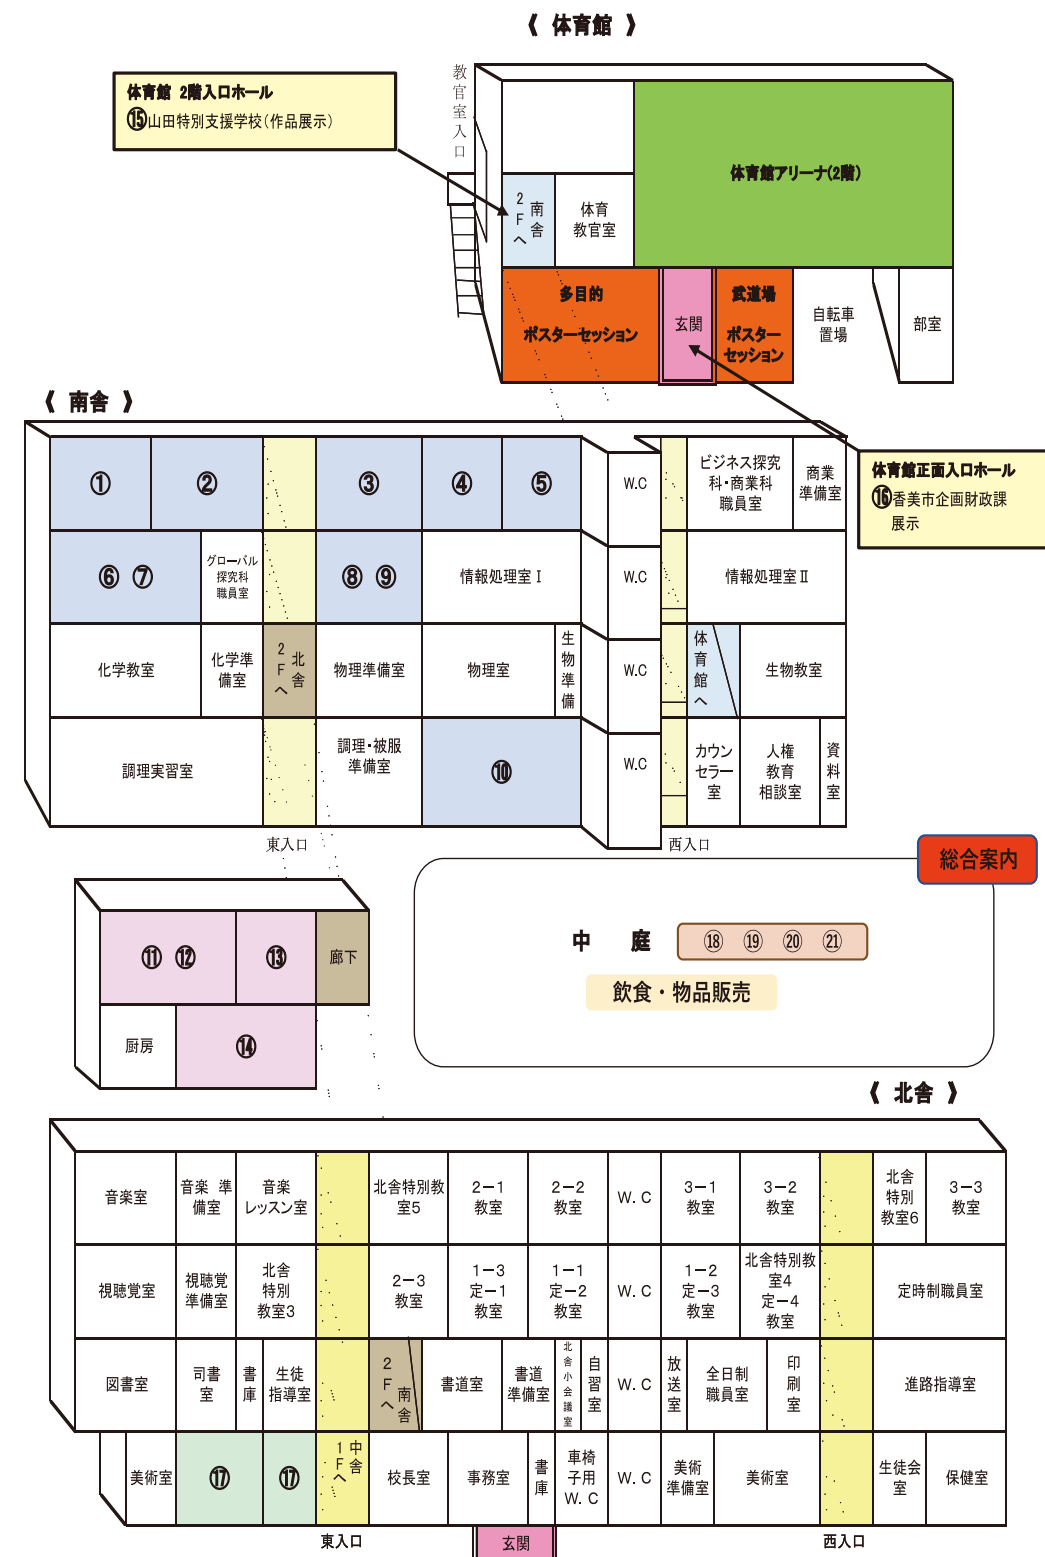 《 体育館 》
体育館 2階入口ホール
⑮山田特別支援学校(作品展示)
教官室入口
体育館アリーナ(2階)
南舎
2Fへ
体育
教官室
多目的
ポスターセッション
玄関
武道場
ポスター
セッション
自転車
置場
部室
《 南舎 》
①
②
③
④
⑤
W.C
ビジネス探究
科・商業科
職員室
商業
準備室
体育館正面入口ホール
⑯香美市企画財政課
展示
⑥ ⑦
グローバル
探究科
職員室
⑧ ⑨
情報処理室Ⅰ
W.C
情報処理室Ⅱ
化学教室
化学準
備室
北舎
2Fへ
物理準備室
物理室
生物準備
W.C
体育館へ
生物教室
調理実習室
調理・被服
準備室
⑩
W.C
カウン
セラー
室
人権
教育
相談室
資料室
東入口
西入口
総合案内
⑪ ⑫
⑬
廊下
中 庭
⑱ ⑲ ⑳ ㉑
飲食・物品販売
厨房
⑭
《 北舎 》
音楽室
音楽 準
備室
音楽
レッスン室
北舎特別教
室5
2−1
教室
2−2
教室
W.C
3−1
教室
3−2
教室
北舎
特別
教室6
3−3
教室
視聴覚室
視聴覚
準備室
北舎
特別
教室3
2−3
教室
1−3
定−1
教室
1−1
定−2
教室
W.C
1−2
定−3
教室
北舎特別教
室4
定−4
教室
定時制職員室
図書室
司書
室
書庫
生徒
指導室
南舎
2Fへ
書道室
書道
準備室
北舎小会議室
自習室
W.C
放送室
全日制
職員室
印刷室
進路指導室
美術室
⑰
⑰
中舎
1Fへ
校長室
事務室
書庫
車椅
子用
W.C
W.C
美術
準備室
美術室
生徒会
室
保健室
東入口
玄関
西入口